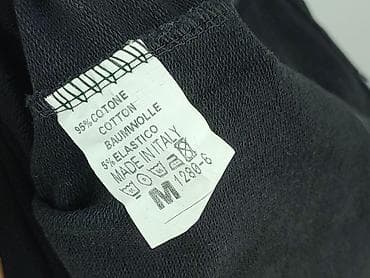 95% COTONE
COTTON
BAUMWOLLE
5% ELASTICO
MADE IN ITALY
M 1280-6